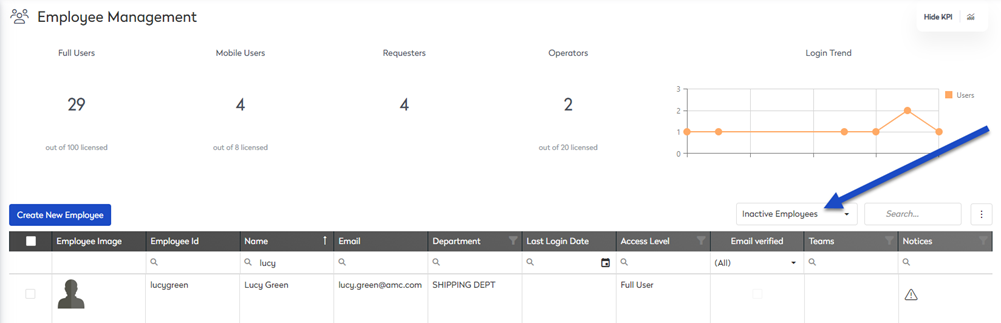 Employee Management
Hide KPI
Full Users
Mobile Users
Requesters
Operators
Login Trend
29
4
4
2
out of 100 licensed
out of 8 licensed
out of 20 licensed
3
2
1
0
Users
Create New Employee
Inactive Employees
Search...
Employee Image Employee Id Name Email Department Last Login Date Access Level Email verified Teams Notices
lucy (All)
lucygreen Lucy Green lucy.green@amc.com SHIPPING DEPT Full User